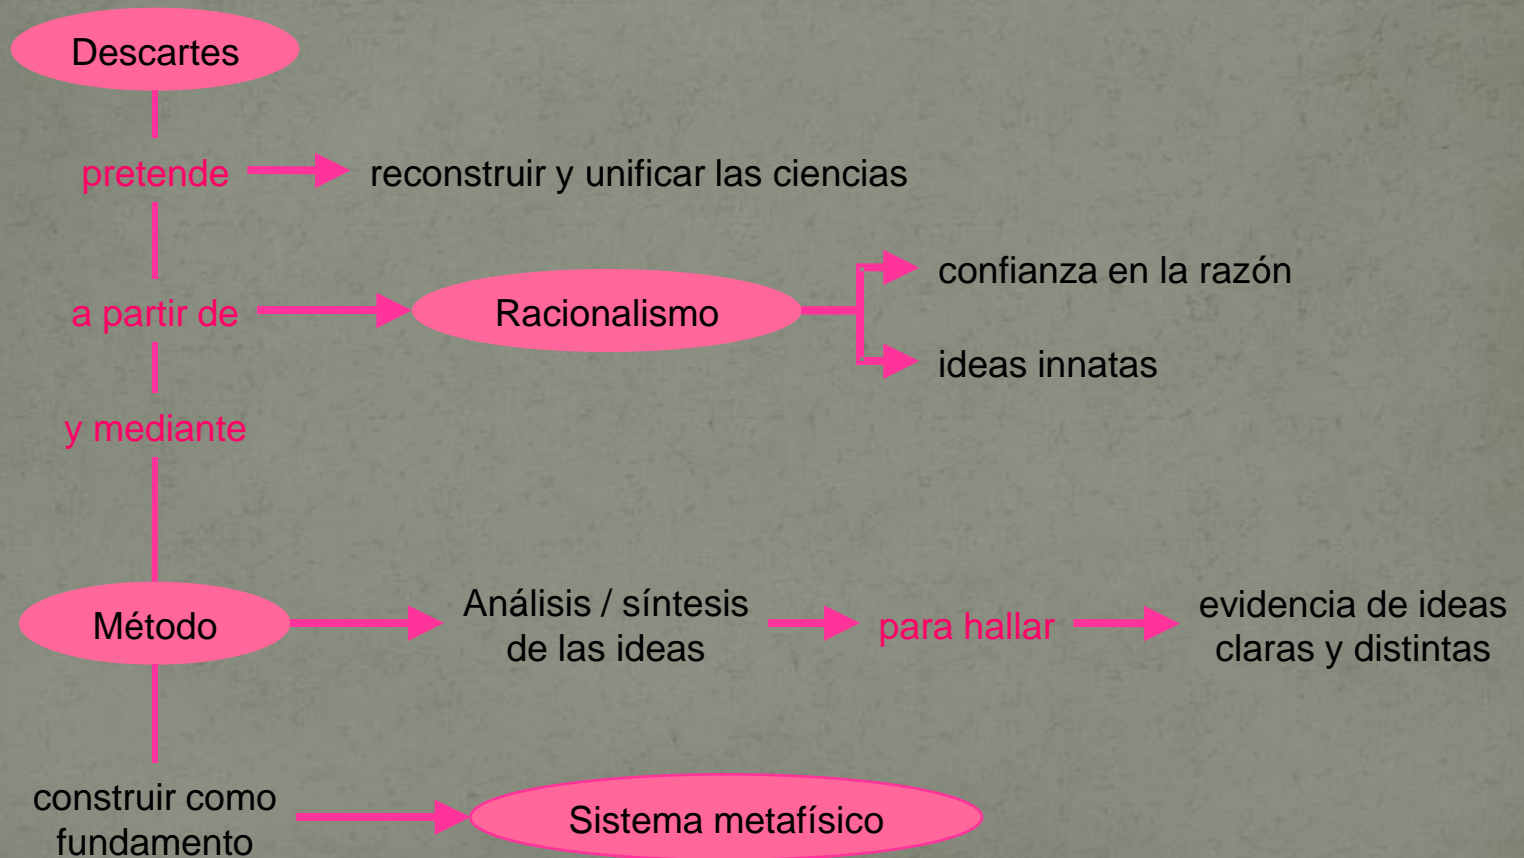 Descartes
pretende
reconstruir y unificar las ciencias
confianza en la razón
a partir de
Racionalismo
ideas innatas
y mediante
Método
Análisis / síntesis
de las ideas
para hallar
evidencia de ideas
claras y distintas
construir como
fundamento
Sistema metafísico